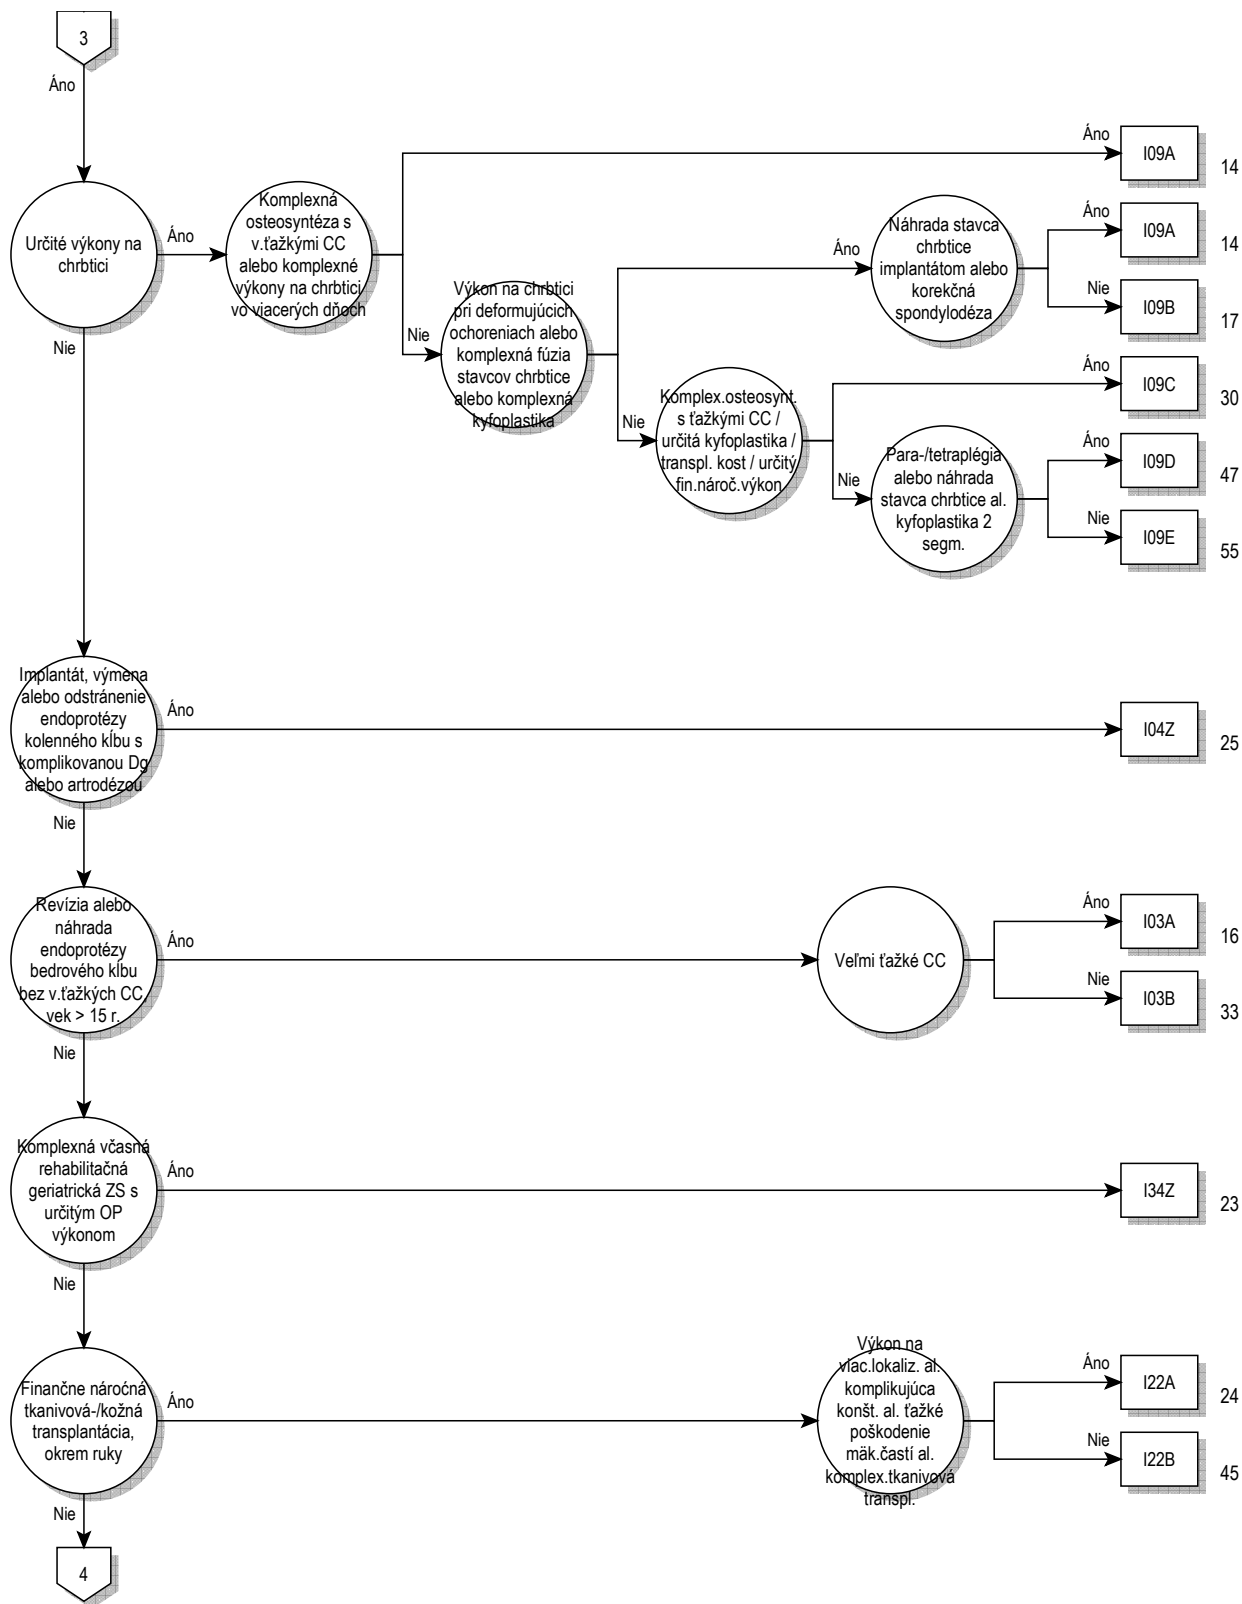 3
Áno
Áno
I09A
14
Určité výkony na
chrbtici
Áno
Nie
Komplexná
osteosyntéza s
v.ťažkými CC
alebo komplexné
výkony na chrbtici
vo viacerých dňoch
Nie
Výkon na chrbtici
pri deformujúcich
ochoreniach alebo
komplexná fúzia
stavcov chrbtice
alebo komplexná
kyfoplastika
Áno
Náhrada stavca
chrbtice
implantátom alebo
korekčná
spondylodéza
Áno
I09A
14
Nie
I09B
17
Nie
Komplex.osteosynt.
s ťažkými CC /
určitá kyfoplastika /
transpl. kost / určitý
fin.nároč.výkon
Áno
I09C
30
Nie
Para-/tetraplégia
alebo náhrada
stavca chrbtice al.
kyfoplastika 2
segm.
Áno
I09D
47
Nie
I09E
55
Implantát, výmena
alebo odstránenie
endoprotézy
kolenného kĺbu s
komplikovanou Dg
alebo artrodézou
Áno
I04Z
25
Nie
Revízia alebo
náhrada
endoprotézy
bedrového kĺbu
bez v.ťažkých CC,
vek > 15 r.
Áno
Nie
Veľmi ťažké CC
Áno
I03A
16
Nie
I03B
33
Komplexná včasná
rehabilitačná
geriatrická ZS s
určitým OP
výkonom
Áno
I34Z
23
Nie
Finančne náročná
tkanivová-/kožná
transplantácia,
okrem ruky
Áno
Nie
Výkon na
viac.lokaliz. al.
komplikujúca
konšt. al. ťažké
poškodenie
mäk.častí al.
komplex.tkanivová
transpl.
Áno
I22A
24
Nie
I22B
45
4